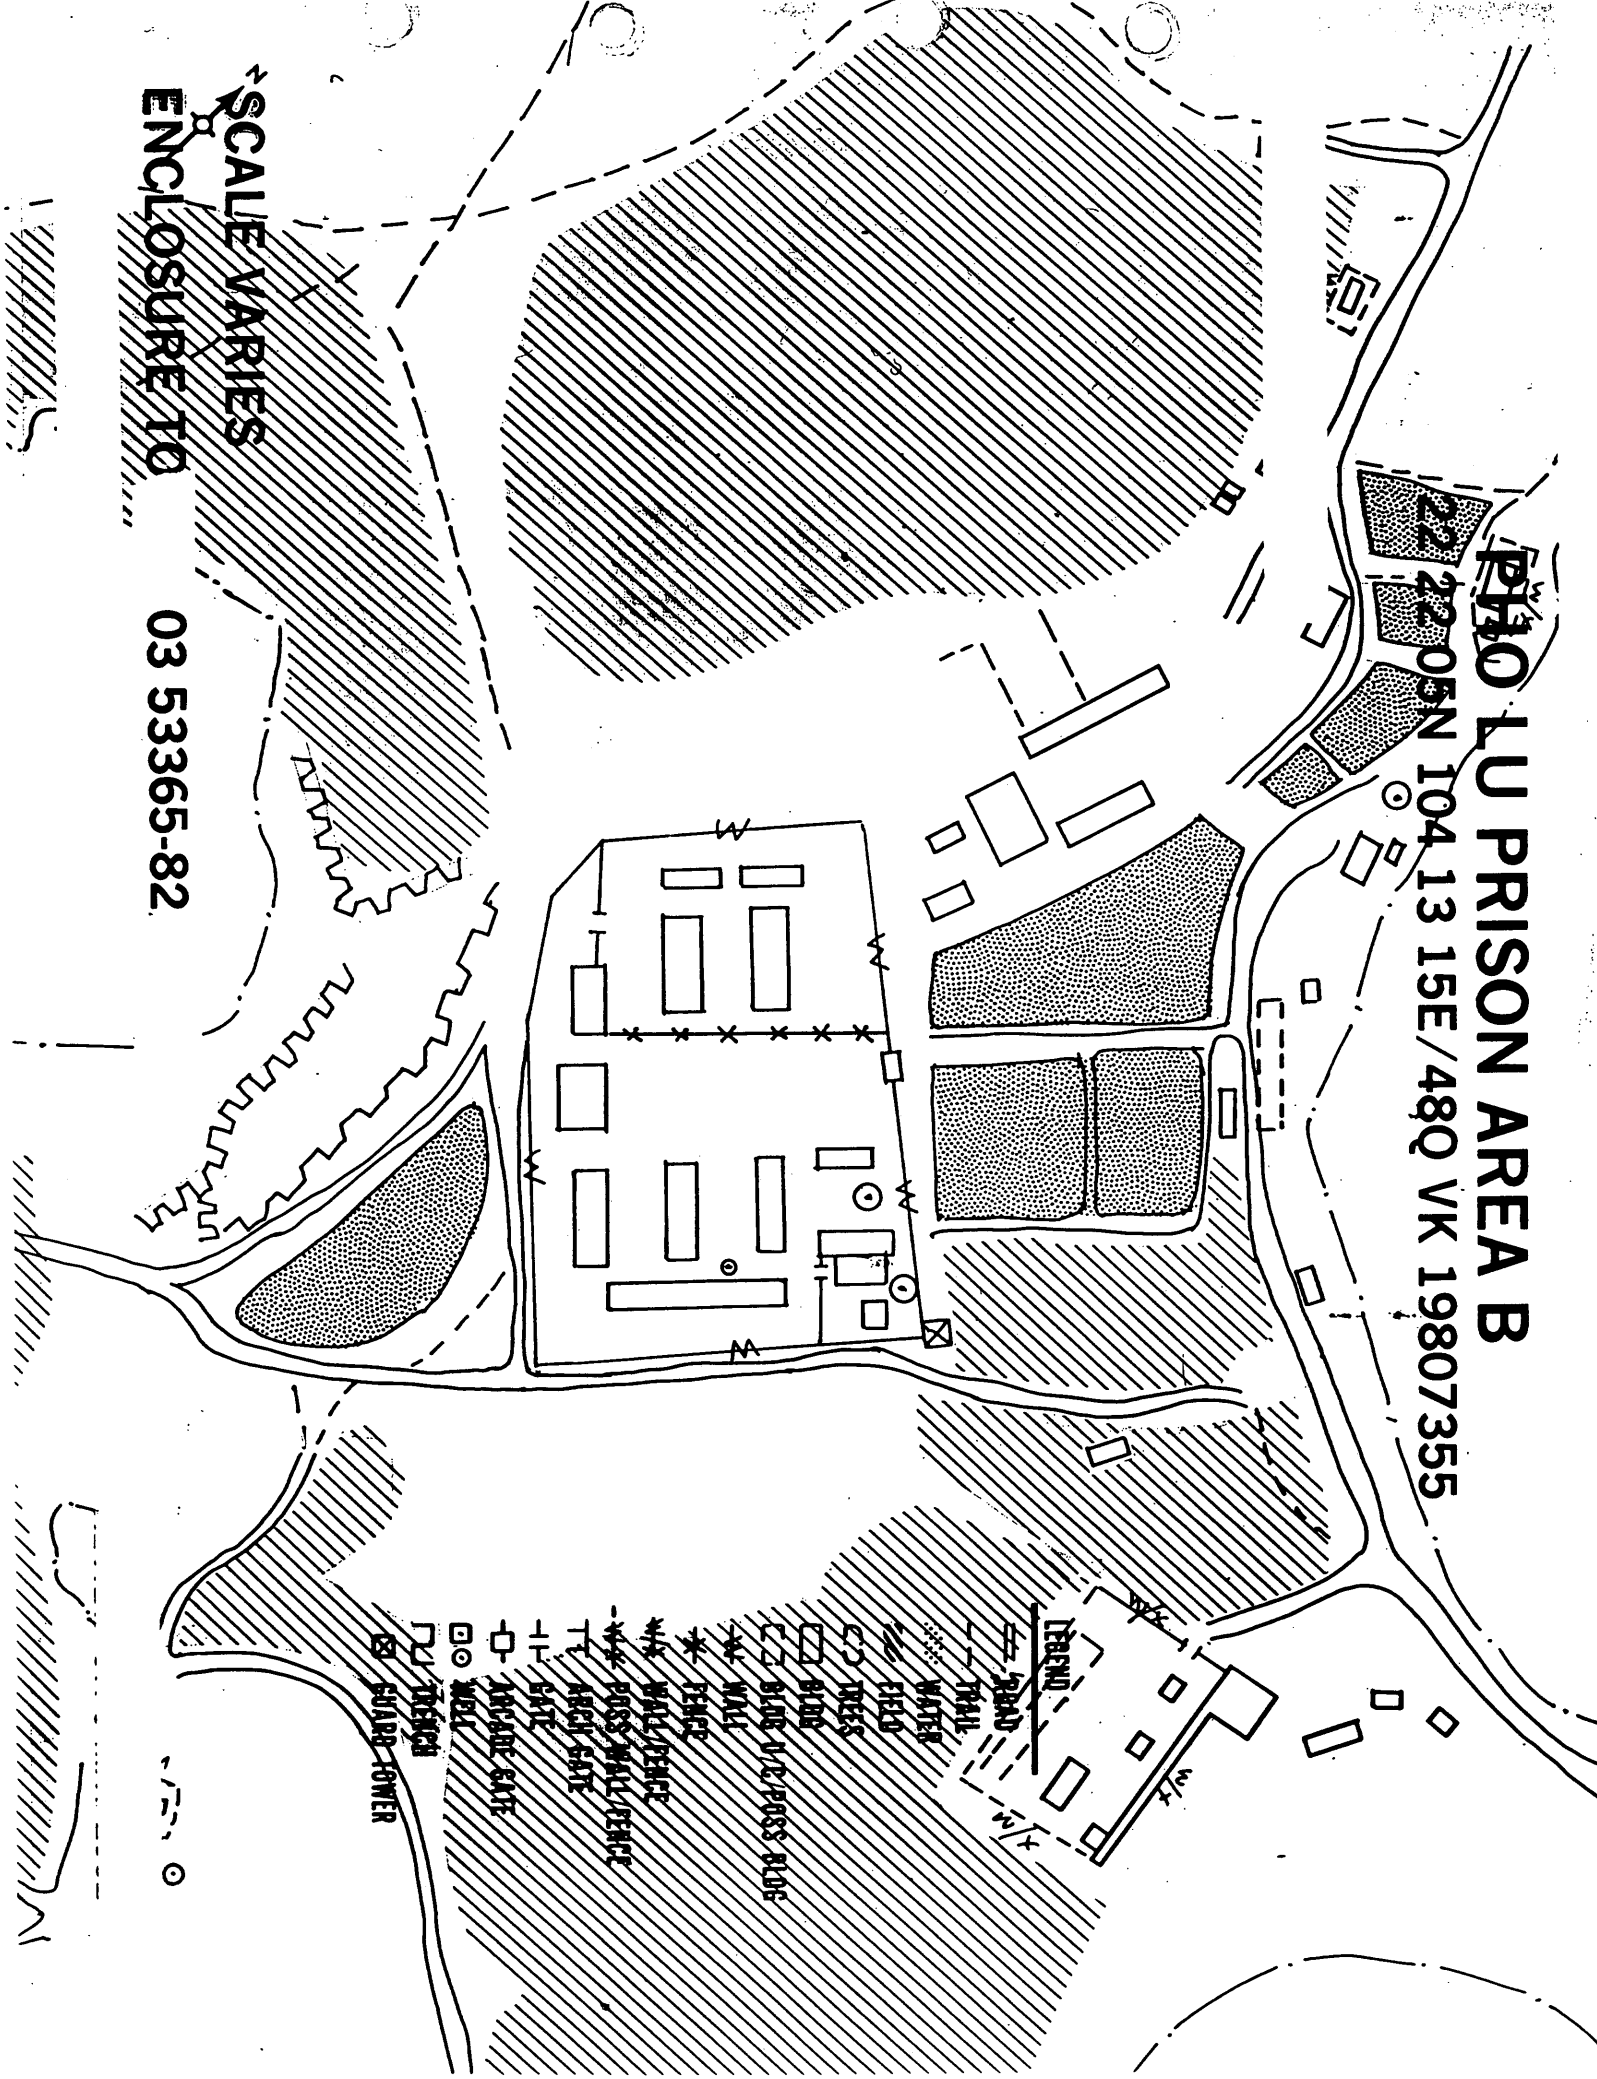 PHO LU PRISON AREA B
22 22 05N 104 13 15E/48Q VK 19807355
LEGEND
ROAD
TRAIL
WATER
FIELD
TREES
BLDG
BLDG U/C/POSS BLDG
WALL
FENCE
WALL/FENCE
POSS WALL/FENCE
ARCH GATE
GATE
ARCADE GATE
WELL
TRENCH
GUARD TOWER
N
SCALE VARIES
ENCLOSURE TO 03 53365-82